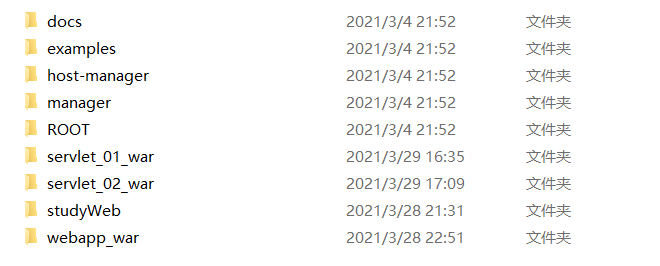 docs 2021/3/4 21:52 文件夹
examples 2021/3/4 21:52 文件夹
host-manager 2021/3/4 21:52 文件夹
manager 2021/3/4 21:52 文件夹
ROOT 2021/3/4 21:52 文件夹
servlet_01_war 2021/3/29 16:35 文件夹
servlet_02_war 2021/3/29 17:09 文件夹
studyWeb 2021/3/28 21:31 文件夹
webapp_war 2021/3/28 22:51 文件夹